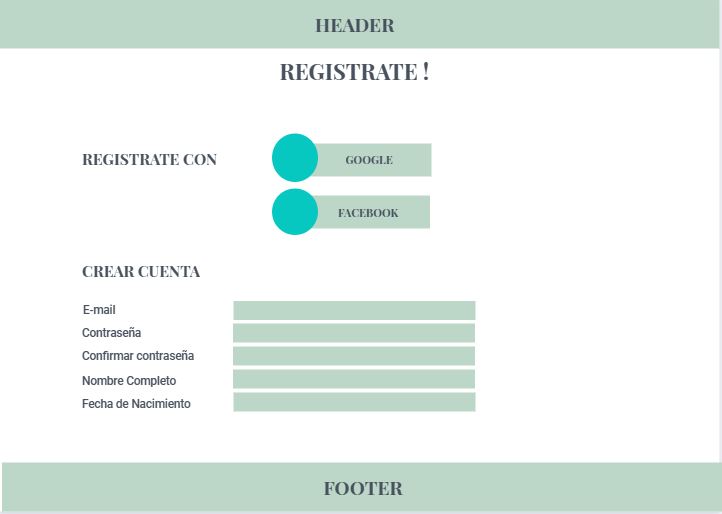 HEADER
REGISTRATE !
REGISTRATE CON
GOOGLE
FACEBOOK
CREAR CUENTA
E-mail
Contraseña
Confirmar contraseña
Nombre Completo
Fecha de Nacimiento
FOOTER